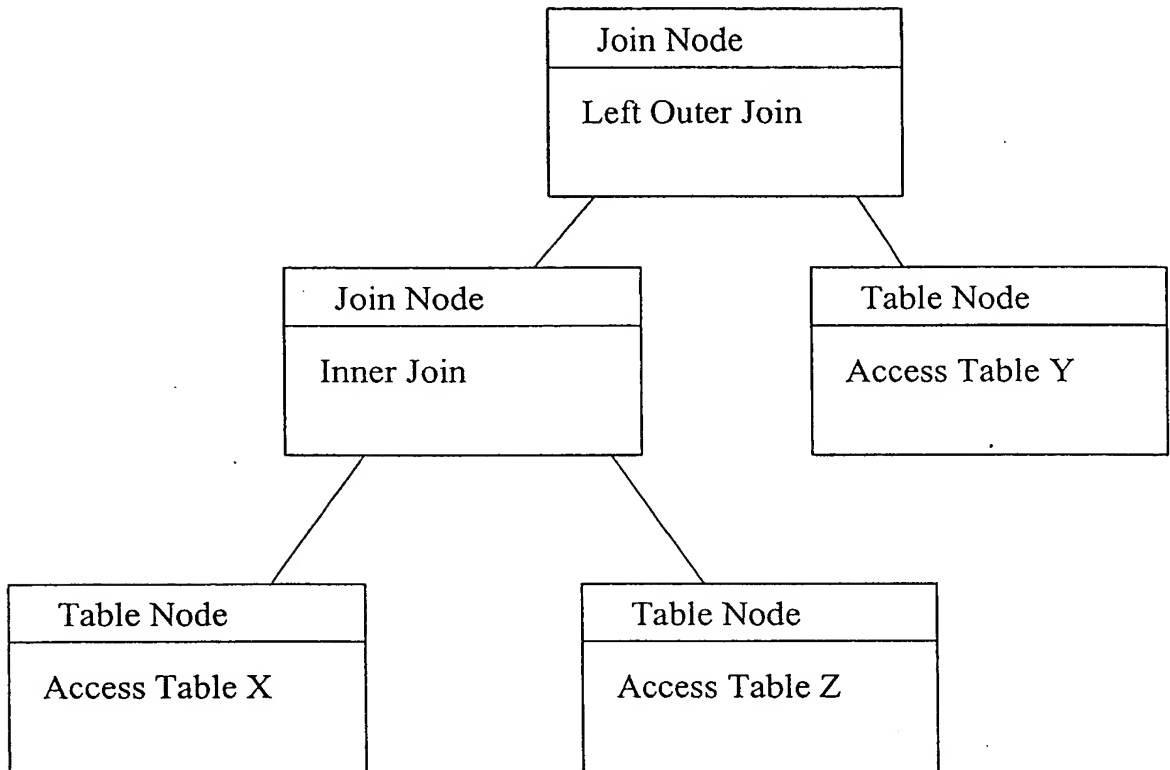 Join Node
Left Outer Join
Join Node
Inner Join
Table Node
Access Table Y
Table Node
Access Table X
Table Node
Access Table Z